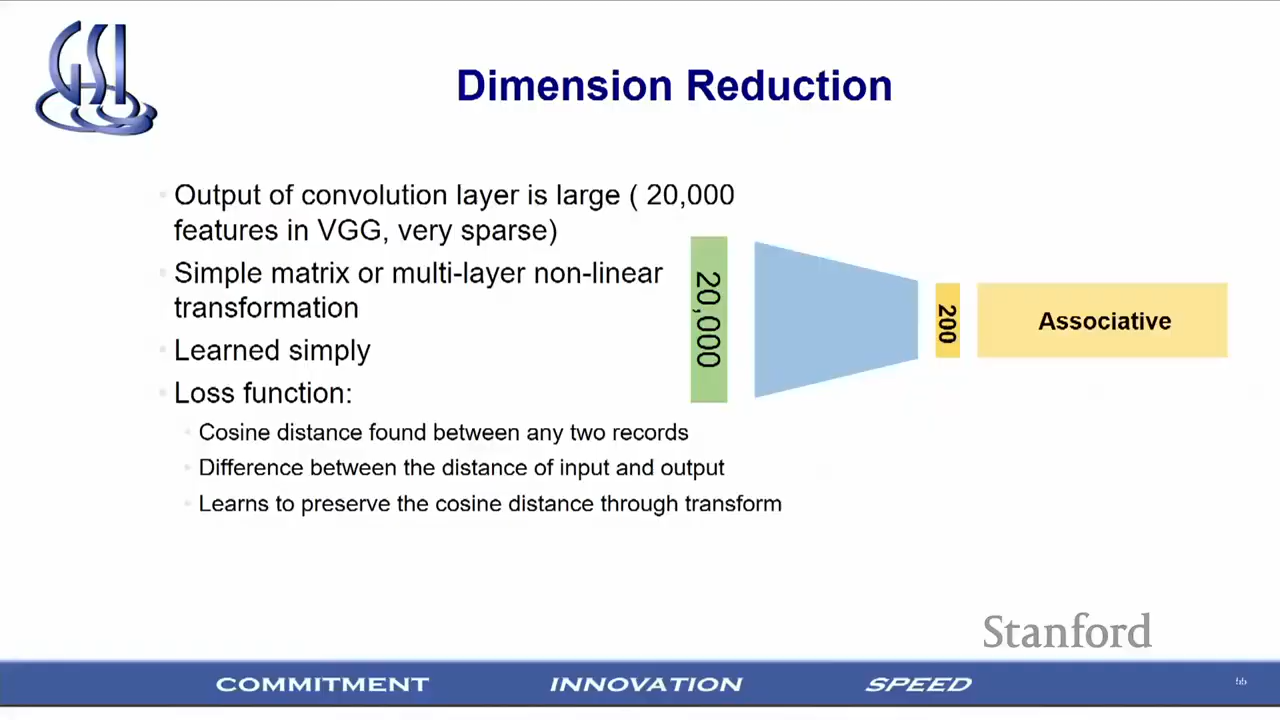 GSI
Dimension Reduction
Output of convolution layer is large ( 20,000
features in VGG, very sparse)
Simple matrix or multi-layer non-linear
transformation
Learned simply
Loss function:
Cosine distance found between any two records
Difference between the distance of input and output
Learns to preserve the cosine distance through transform
20,000
200
Associative
Stanford
COMMITMENT
INNOVATION
SPEED